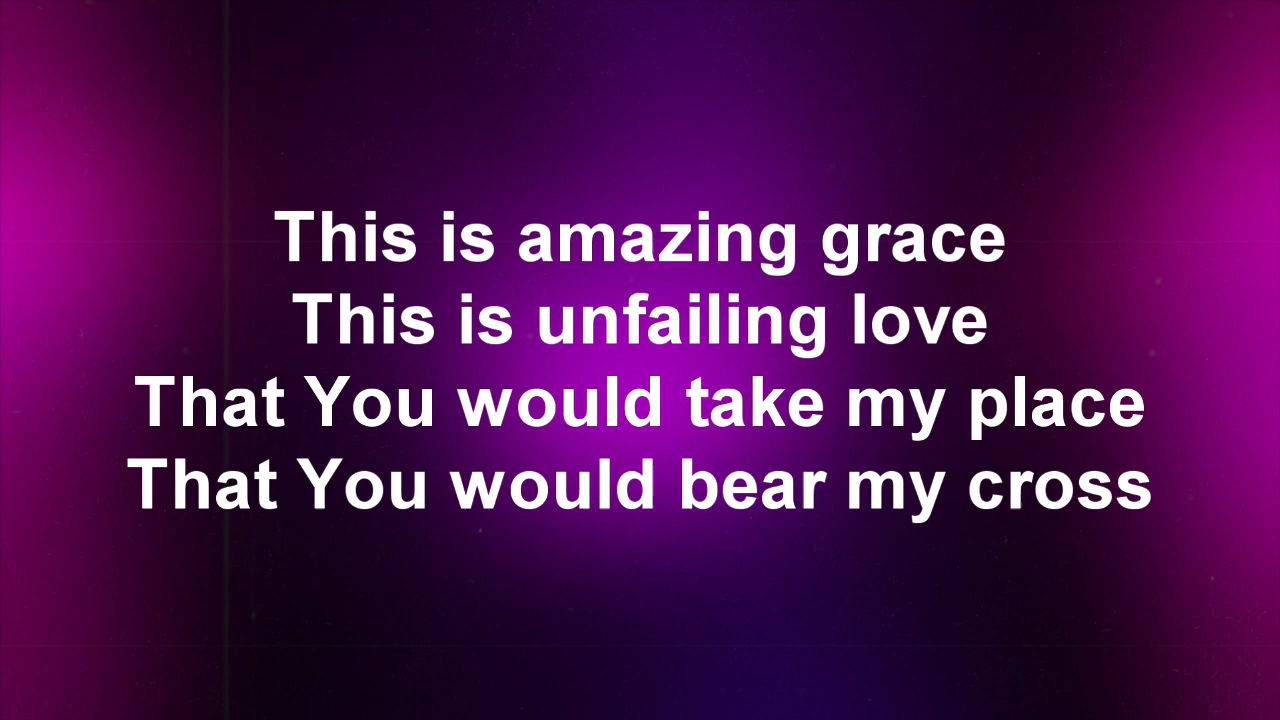 This is amazing grace
This is unfailing love
That You would take my place
That You would bear my cross